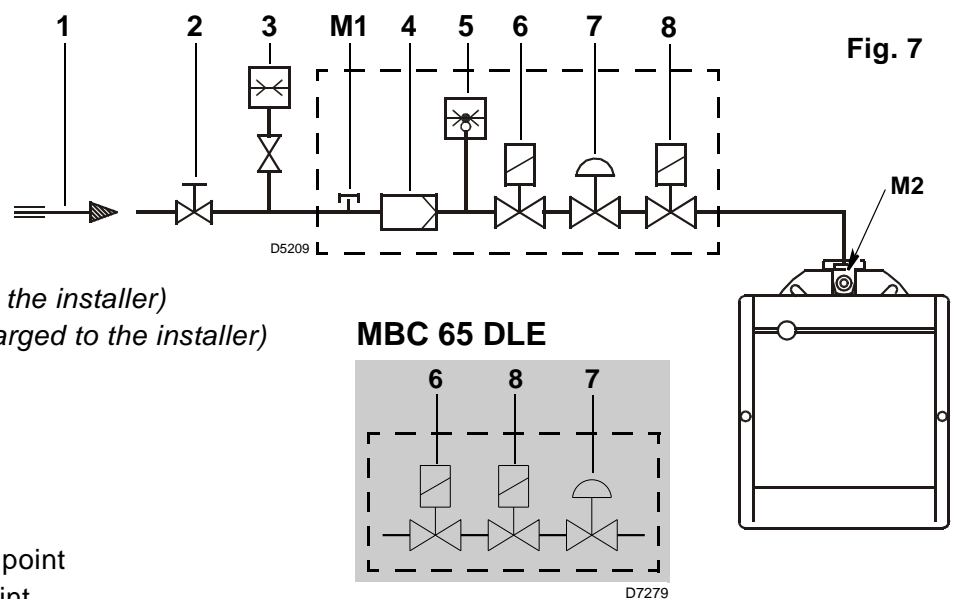 1 2 3 M1 4 5 6 7 8
Fig. 7
M2
D5209
the installer)
arged to the installer)
MBC 65 DLE
6 8 7
point
int
D7279